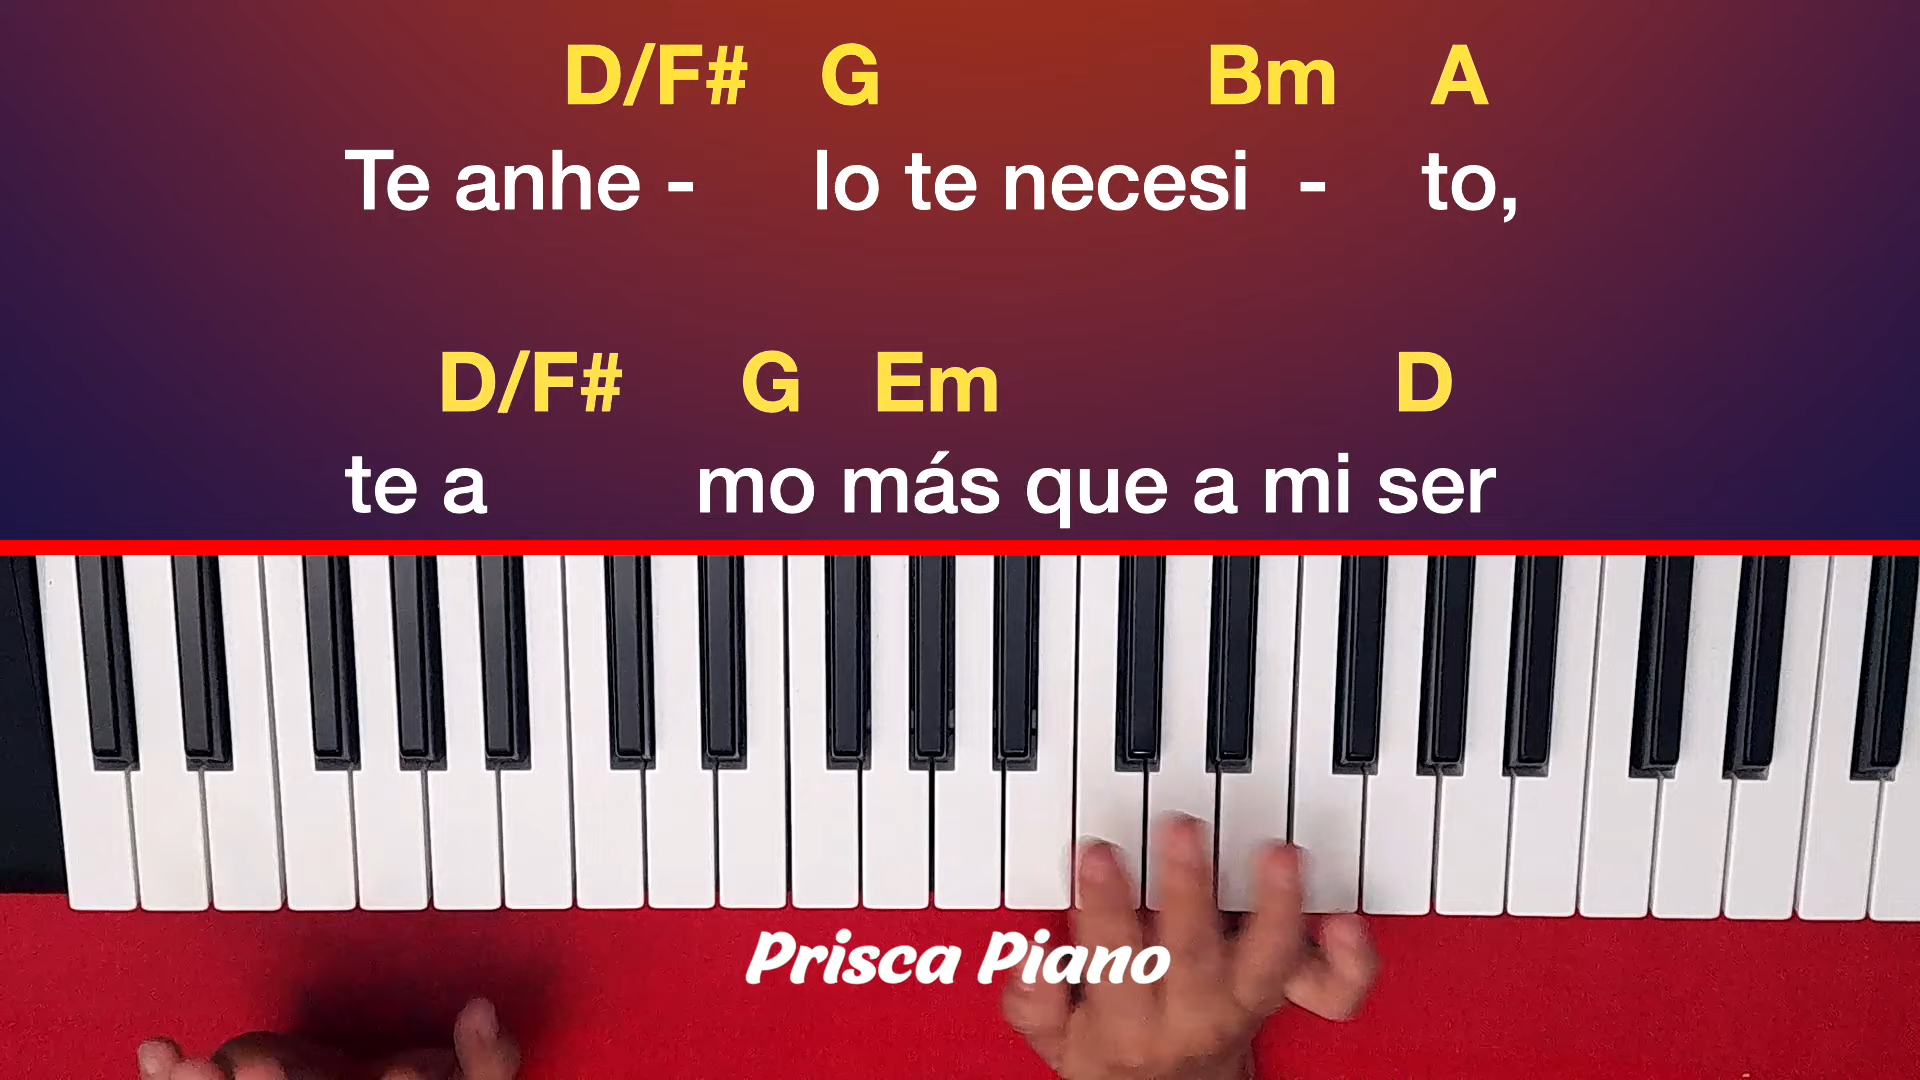 D/F# G Bm A
Te anhe - lo te necesi - to,
D/F# G Em D
te a mo más que a mi ser
Prisca Piano